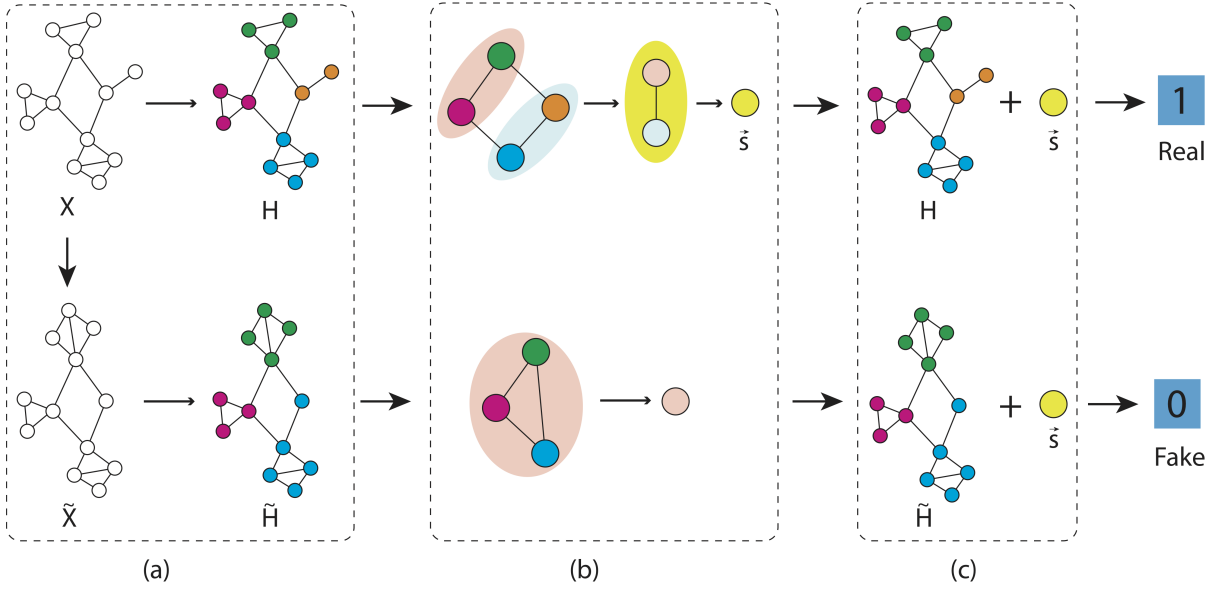 X
H
s⃗
H
+
s⃗
1
Real
X̃
H̃
H̃
+
s⃗
0
Fake
(a)
(b)
(c)